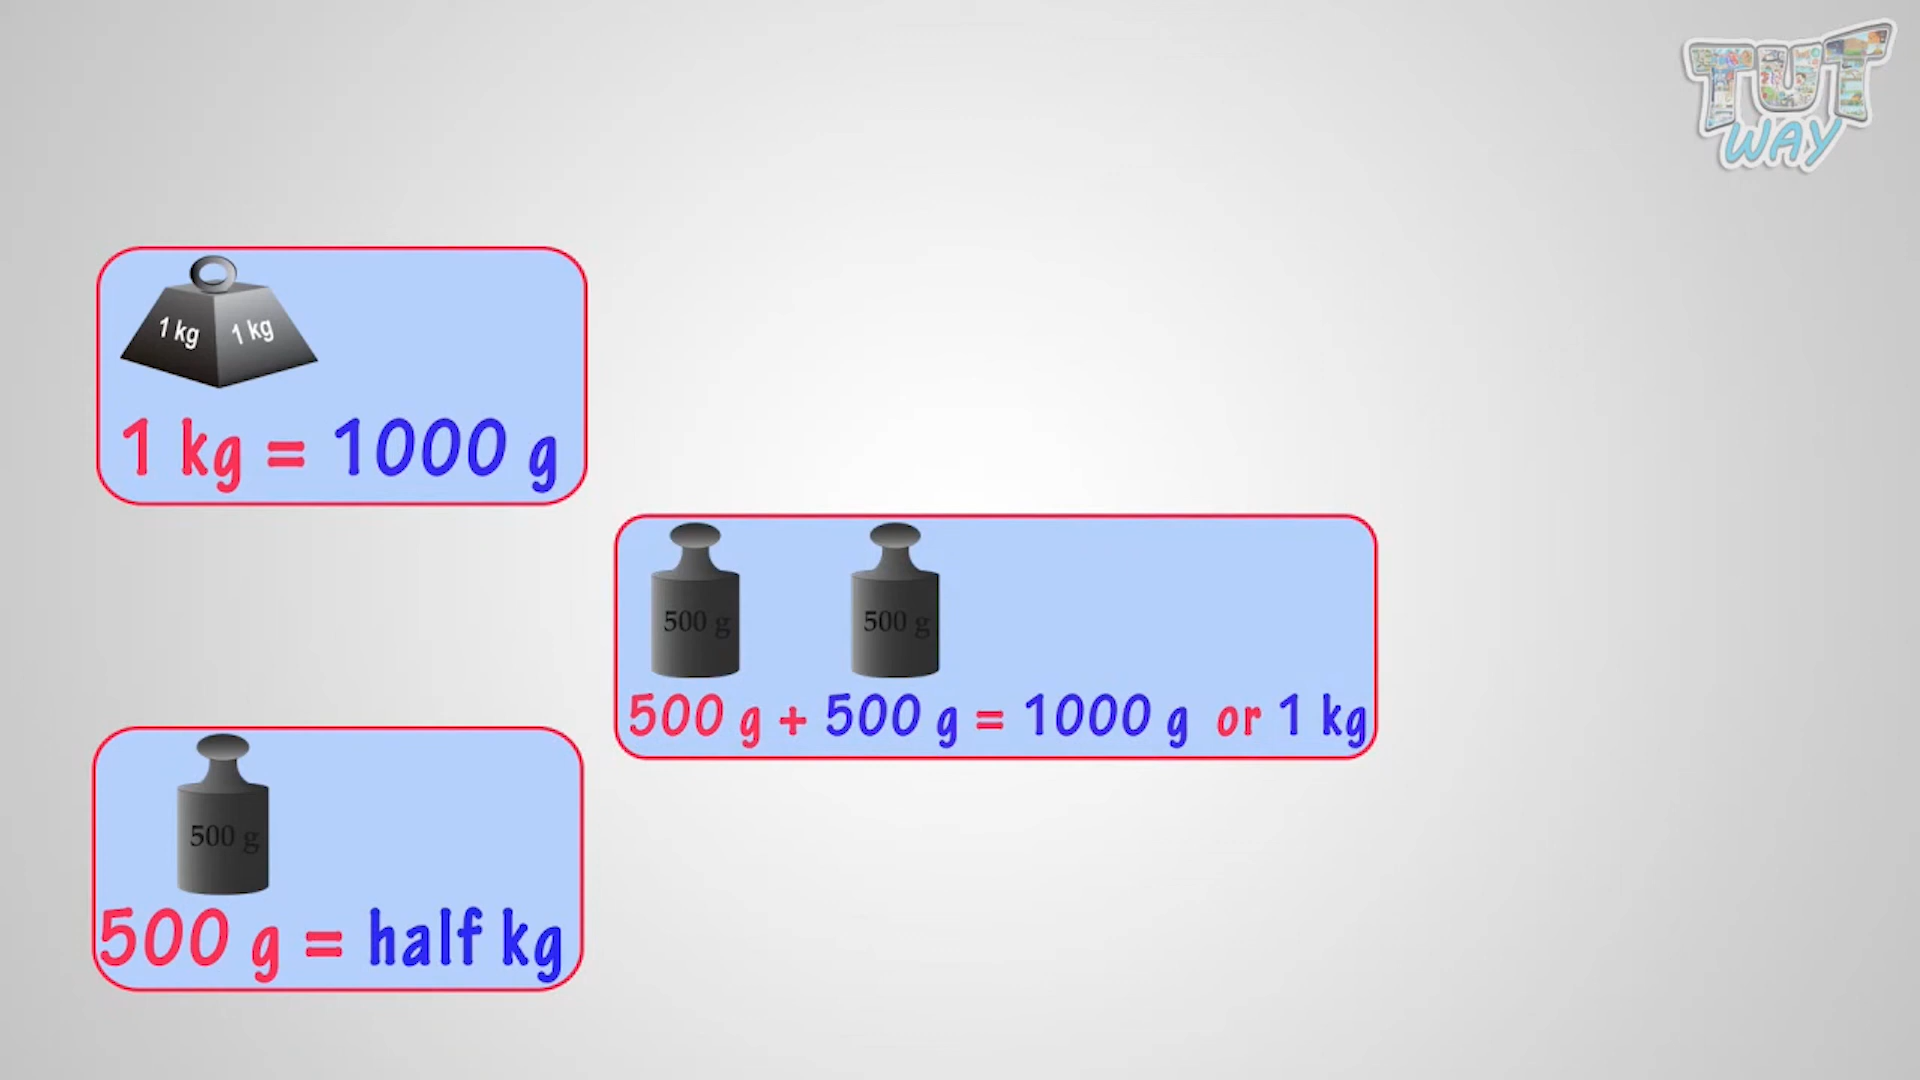 TUT
WAY
1 kg 1 kg
1 kg = 1000 g
500 g 500 g
500 g + 500 g = 1000 g or 1 kg
500 g
500 g = half kg